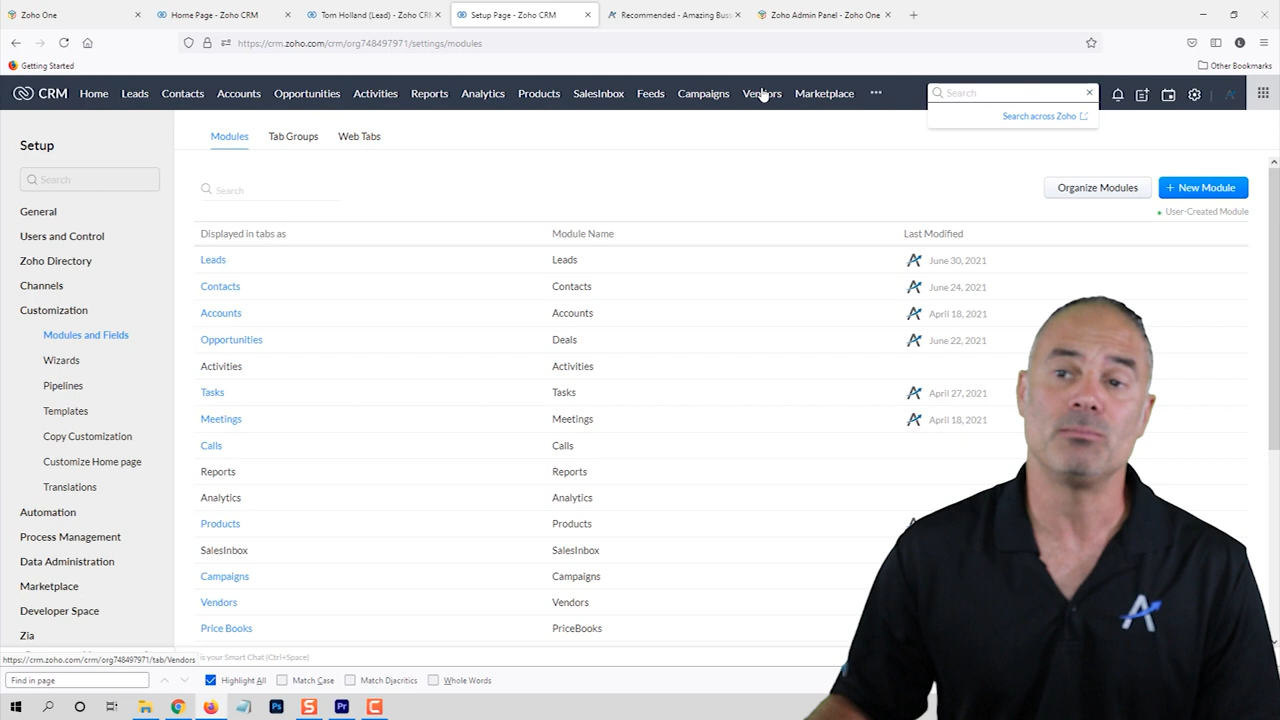 Zoho One
Home Page - Zoho CRM
Tom Holland (Lead) - Zoho CRM
Setup Page - Zoho CRM
Recommended - Amazing Bus
Zoho Admin Panel - Zoho One
https://crm.zoho.com/crm/org748497971/settings/modules
Getting Started
Other Bookmarks
CRM Home Leads Contacts Accounts Opportunities Activities Reports Analytics Products SalesInbox Feeds Campaigns Vendors Marketplace ...
Search
Search across Zoho
Setup
Search
General
Users and Control
Zoho Directory
Channels
Customization
Modules and Fields
Wizards
Pipelines
Templates
Copy Customization
Customize Home page
Translations
Automation
Process Management
Data Administration
Marketplace
Developer Space
Zia
Modules Tab Groups Web Tabs
Search
Organize Modules + New Module
User-Created Module
Displayed in tabs as Module Name Last Modified
Leads Leads June 30, 2021
Contacts Contacts June 24, 2021
Accounts Accounts April 18, 2021
Opportunities Deals June 22, 2021
Activities Activities
Tasks Tasks April 27, 2021
Meetings Meetings April 18, 2021
Calls Calls
Reports Reports
Analytics Analytics
Products Products
SalesInbox SalesInbox
Campaigns Campaigns
Vendors Vendors
Price Books PriceBooks
https://crm.zoho.com/crm/org748497971/tab/Vendors
is your Smart Chat (Ctrl+Space)
Find in page Highlight All Match Case Match Diacritics Whole Words